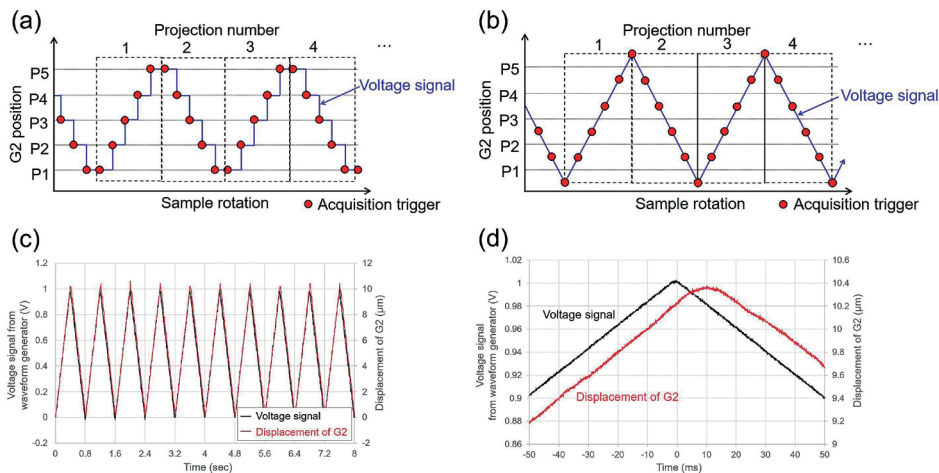 (a)
Projection number
1 2 3 4 ...
P5
P4
P3
P2
P1
G2 position
Voltage signal
Sample rotation
Acquisition trigger
(b)
Projection number
1 2 3 4 ...
P5
P4
P3
P2
P1
G2 position
Voltage signal
Sample rotation
Acquisition trigger
(c)
1.2
1
0.8
0.6
0.4
0.2
0
-0.2
Voltage signal from
waveform generator (V)
12
10
8
6
4
2
0
-2
Displacement of G2 (μm)
Voltage signal
Displacement of G2
0 0.8 1.6 2.4 3.2 4 4.8 5.6 6.4 7.2 8
Time (sec)
(d)
1.02
1
0.98
0.96
0.94
0.92
0.9
0.88
0.86
Voltage signal
from waveform generator (V)
10.6
10.4
10.2
10
9.8
9.6
9.4
9.2
9
Displacement of G2 (μm)
Voltage signal
Displacement of G2
-50 -40 -30 -20 -10 0 10 20 30 40 50
Time (ms)